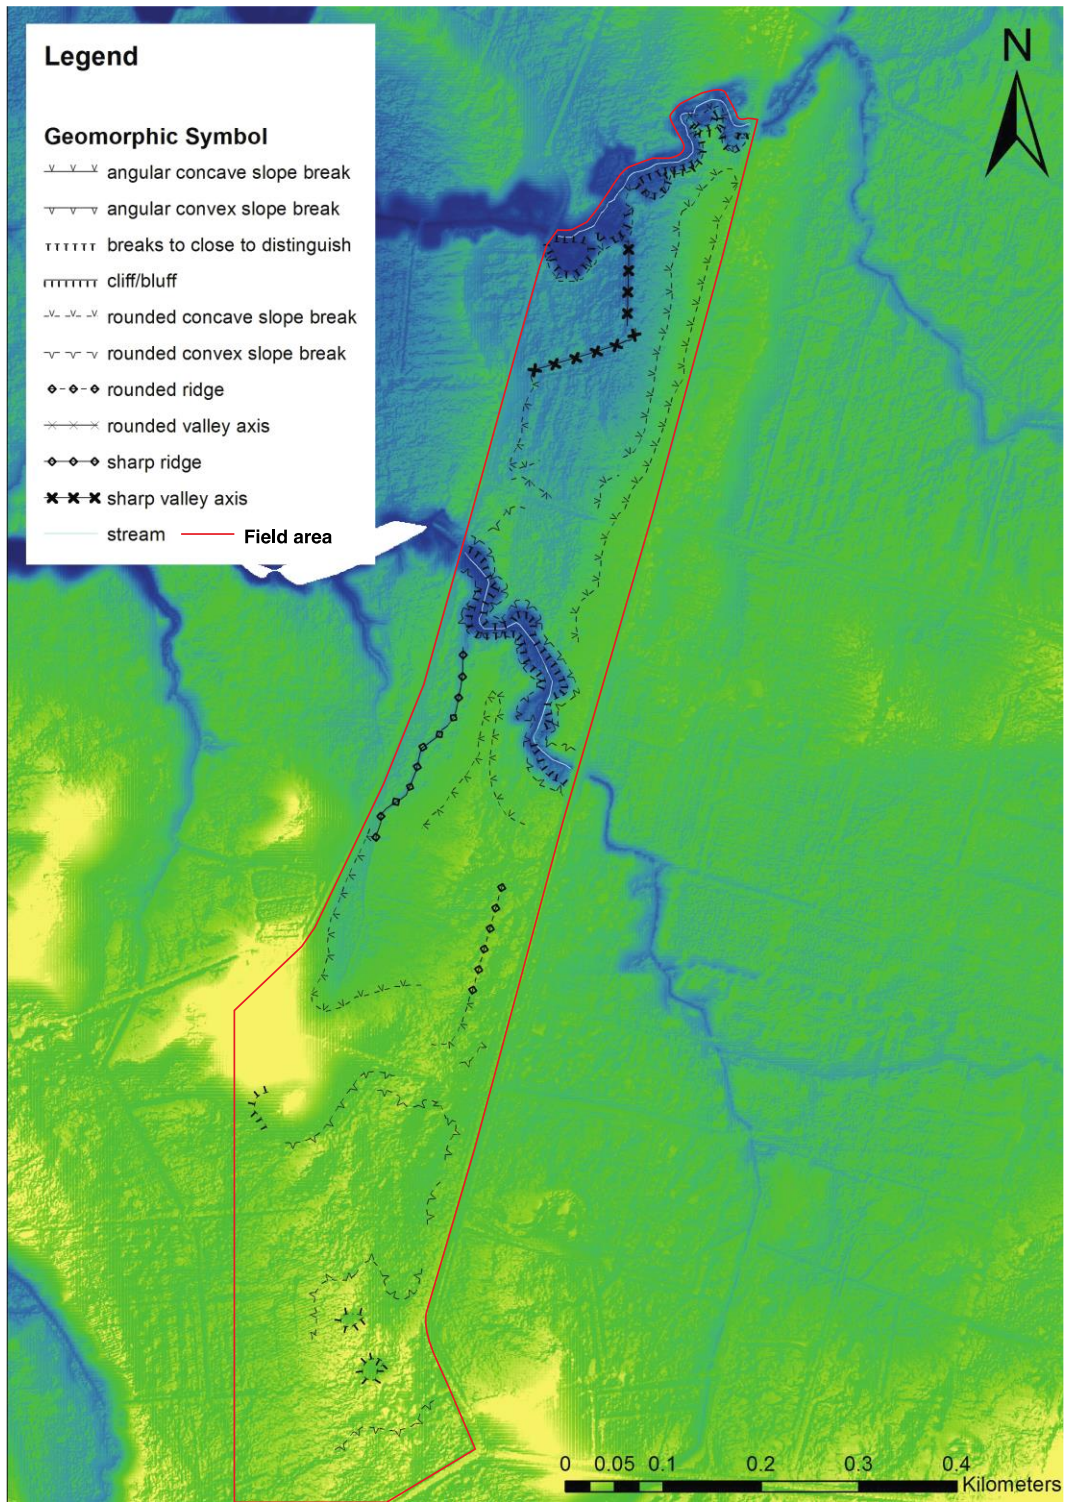 Legend
N
Geomorphic Symbol
angular concave slope break
angular convex slope break
breaks to close to distinguish
cliff/bluff
rounded concave slope break
rounded convex slope break
rounded ridge
rounded valley axis
sharp ridge
sharp valley axis
stream Field area
0 0.05 0.1 0.2 0.3 0.4
Kilometers